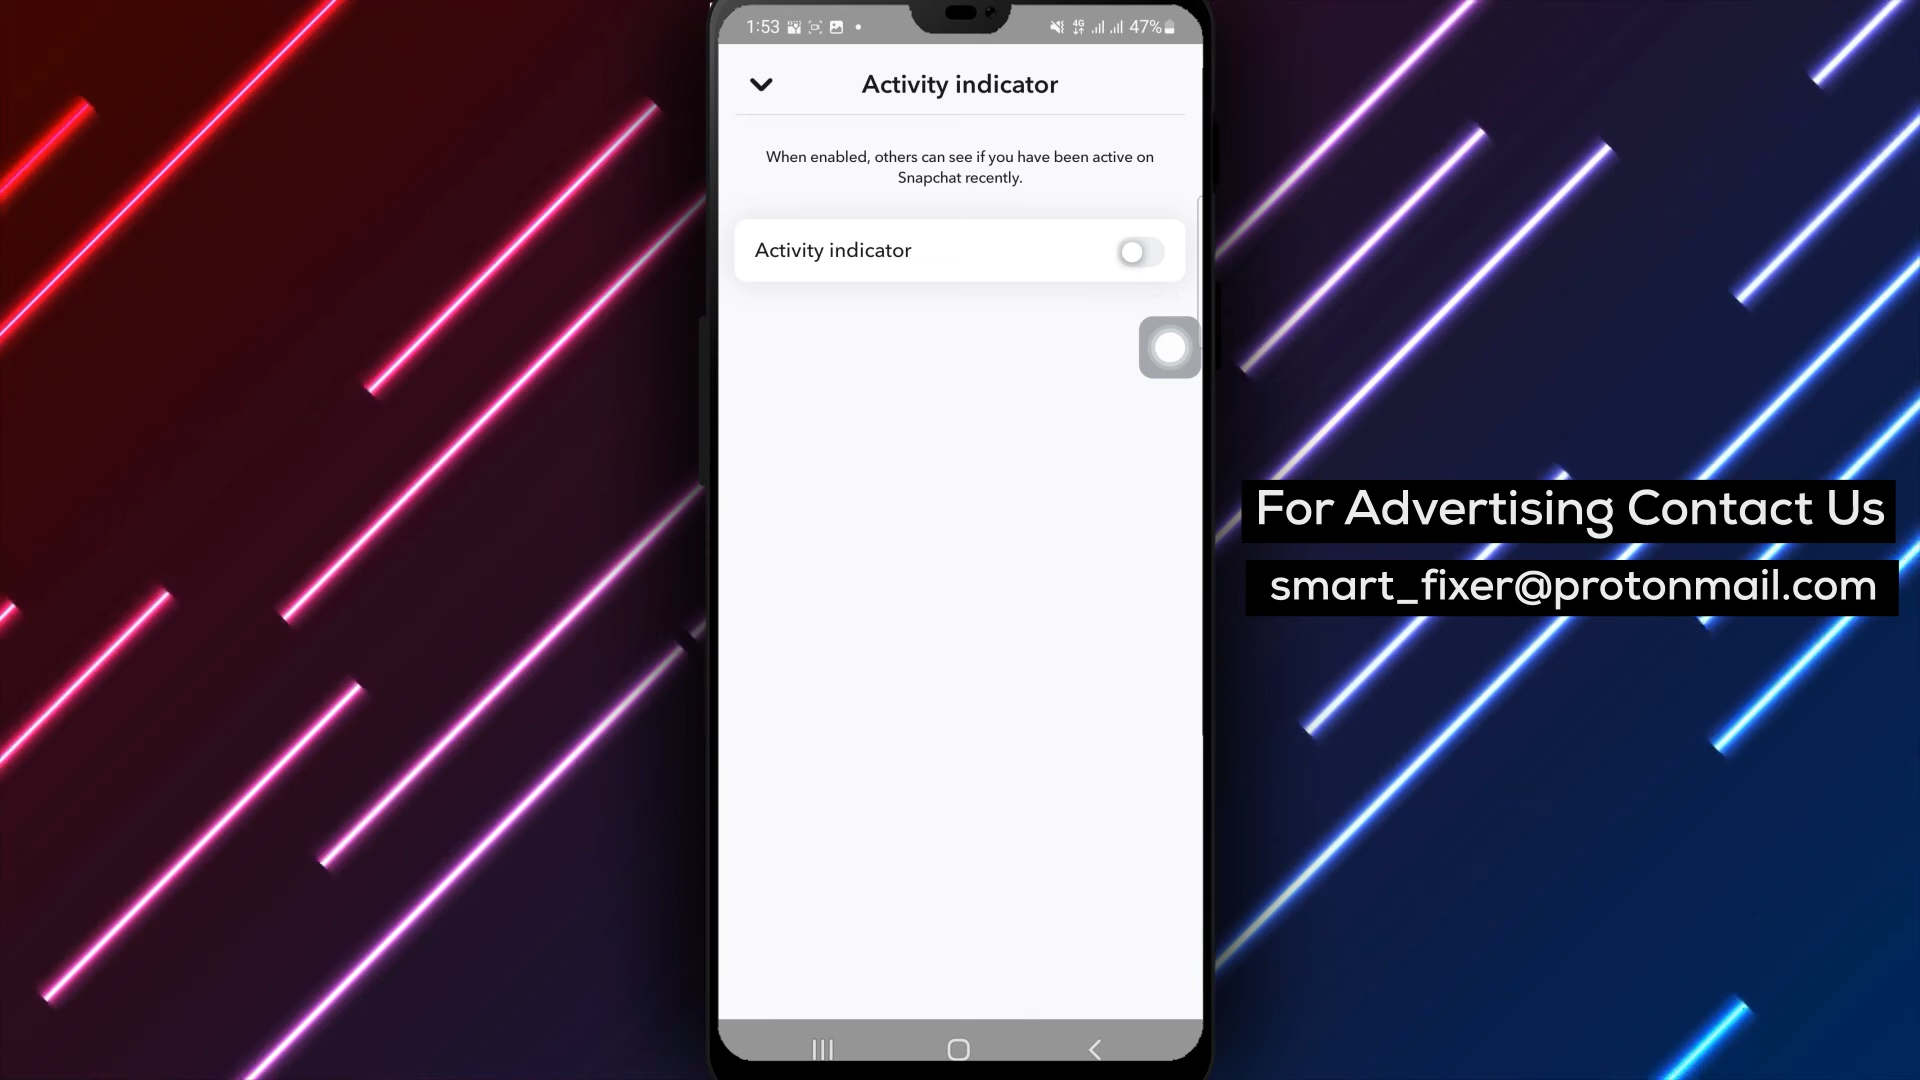 1:53
4G
47%
Activity indicator
When enabled, others can see if you have been active on
Snapchat recently.
Activity indicator
For Advertising Contact Us
smart_fixer@protonmail.com